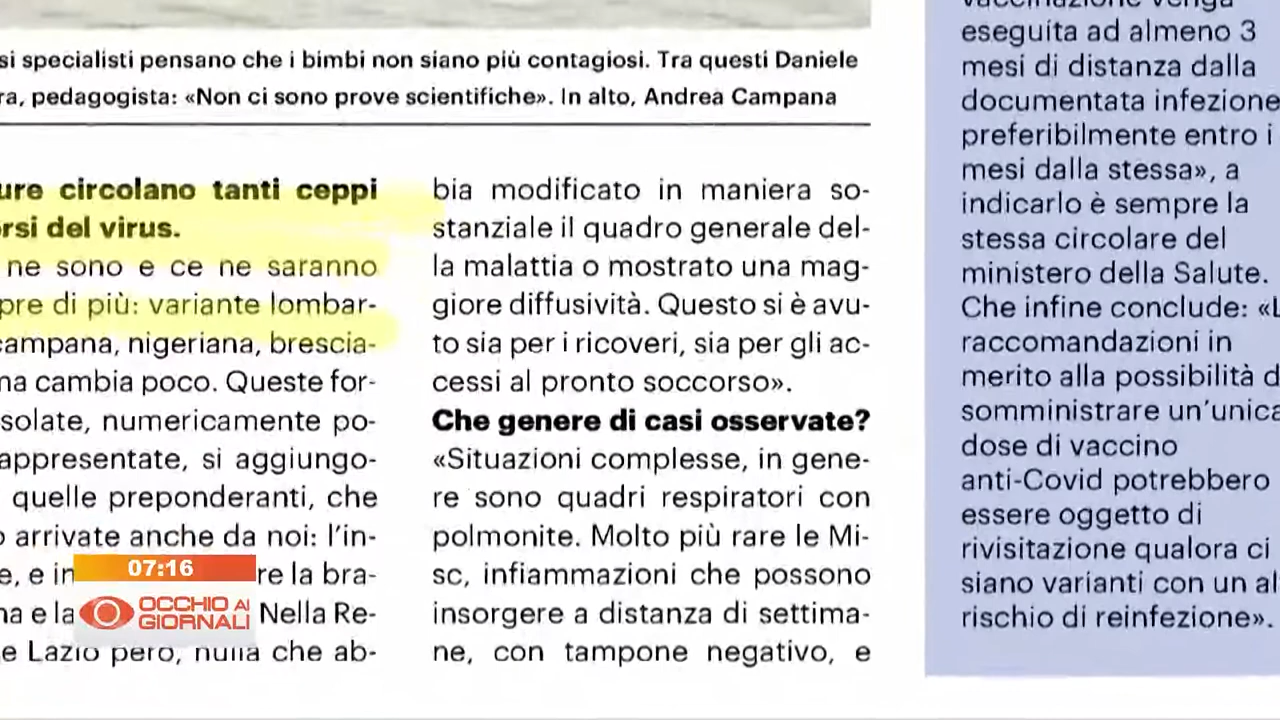 si specialisti pensano che i bimbi non siano più contagiosi. Tra questi Daniele
ra, pedagogista: «Non ci sono prove scientifiche». In alto, Andrea Campana
ure circolano tanti ceppi
rsi del virus.
ne sono e ce ne saranno
pre di più: variante lombar-
campana, nigeriana, brescia-
ma cambia poco. Queste for-
solate, numericamente po-
appresentate, si aggiungo-
quelle preponderanti, che
o arrivate anche da noi: l'in-
e, e in re la bra-
na e la Nella Re-
e Lazio però, nulla che ab-
bia modificato in maniera so-
stanziale il quadro generale del-
la malattia o mostrato una mag-
giore diffusività. Questo si è avu-
to sia per i ricoveri, sia per gli ac-
cessi al pronto soccorso».
Che genere di casi osservate?
«Situazioni complesse, in gene-
re sono quadri respiratori con
polmonite. Molto più rare le Mi-
sc, infiammazioni che possono
insorgere a distanza di settima-
ne, con tampone negativo, e
vaccinazione venga
eseguita ad almeno 3
mesi di distanza dalla
documentata infezione
preferibilmente entro i
mesi dalla stessa», a
indicarlo è sempre la
stessa circolare del
ministero della Salute.
Che infine conclude: «L
raccomandazioni in
merito alla possibilità d
somministrare un'unica
dose di vaccino
anti-Covid potrebbero
essere oggetto di
rivisitazione qualora ci
siano varianti con un al
rischio di reinfezione».
07:16
OCCHIO AI
GIORNALI